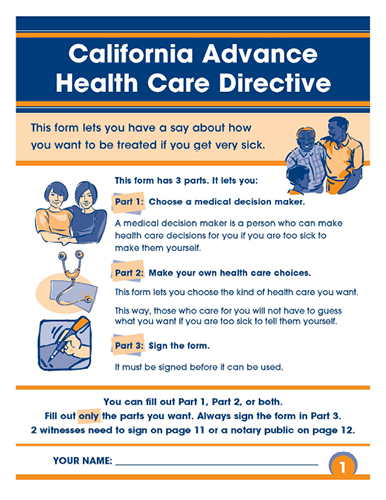 California Advance
Health Care Directive
This form lets you have a say about how
you want to be treated if you get very sick.
This form has 3 parts. It lets you:
Part 1: Choose a medical decision maker.
A medical decision maker is a person who can make
health care decisions for you if you are too sick to
make them yourself.
Part 2: Make your own health care choices.
This form lets you choose the kind of health care you want.
This way, those who care for you will not have to guess
what you want if you are too sick to tell them yourself.
Part 3: Sign the form.
It must be signed before it can be used.
You can fill out Part 1, Part 2, or both.
Fill out only the parts you want. Always sign the form in Part 3.
2 witnesses need to sign on page 11 or a notary public on page 12.
YOUR NAME:
1